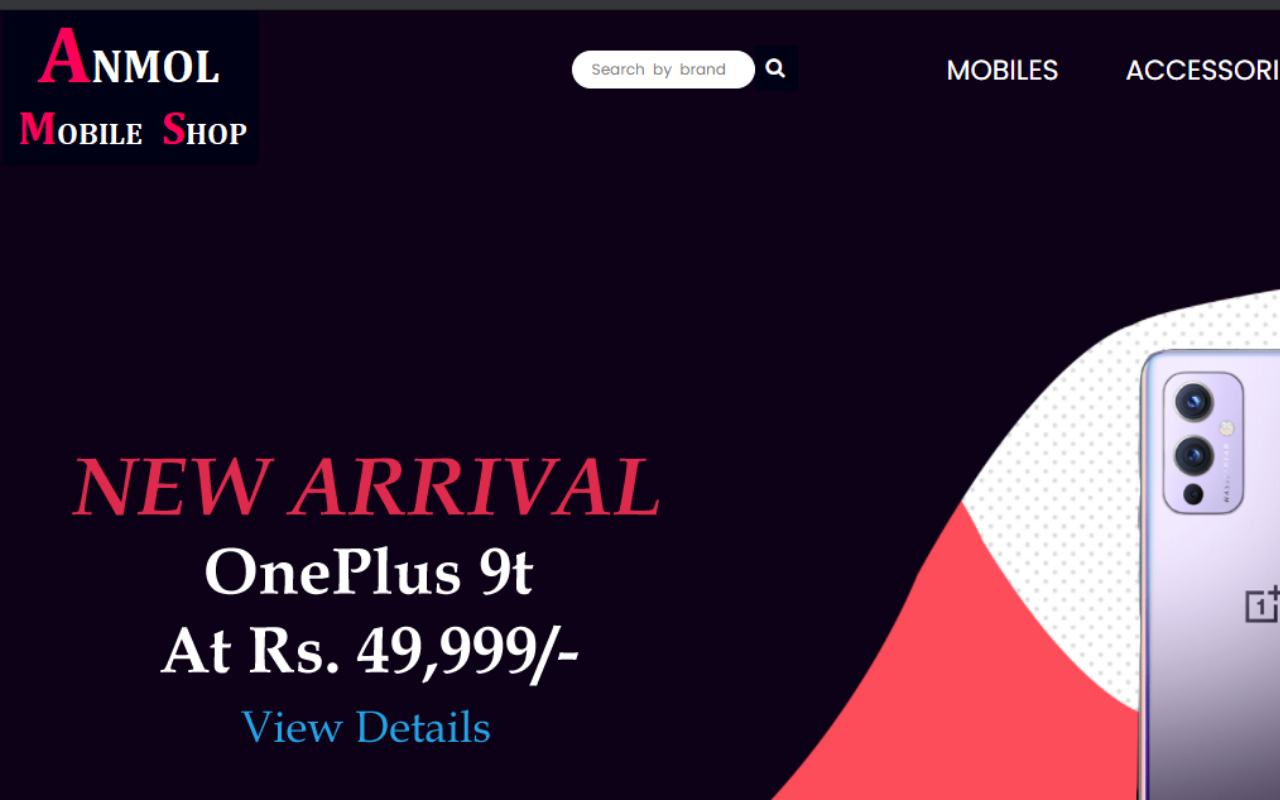 ANMOL
MOBILE SHOP
Search by brand
MOBILES
ACCESSORI
NEW ARRIVAL
OnePlus 9t
At Rs. 49,999/-
View Details